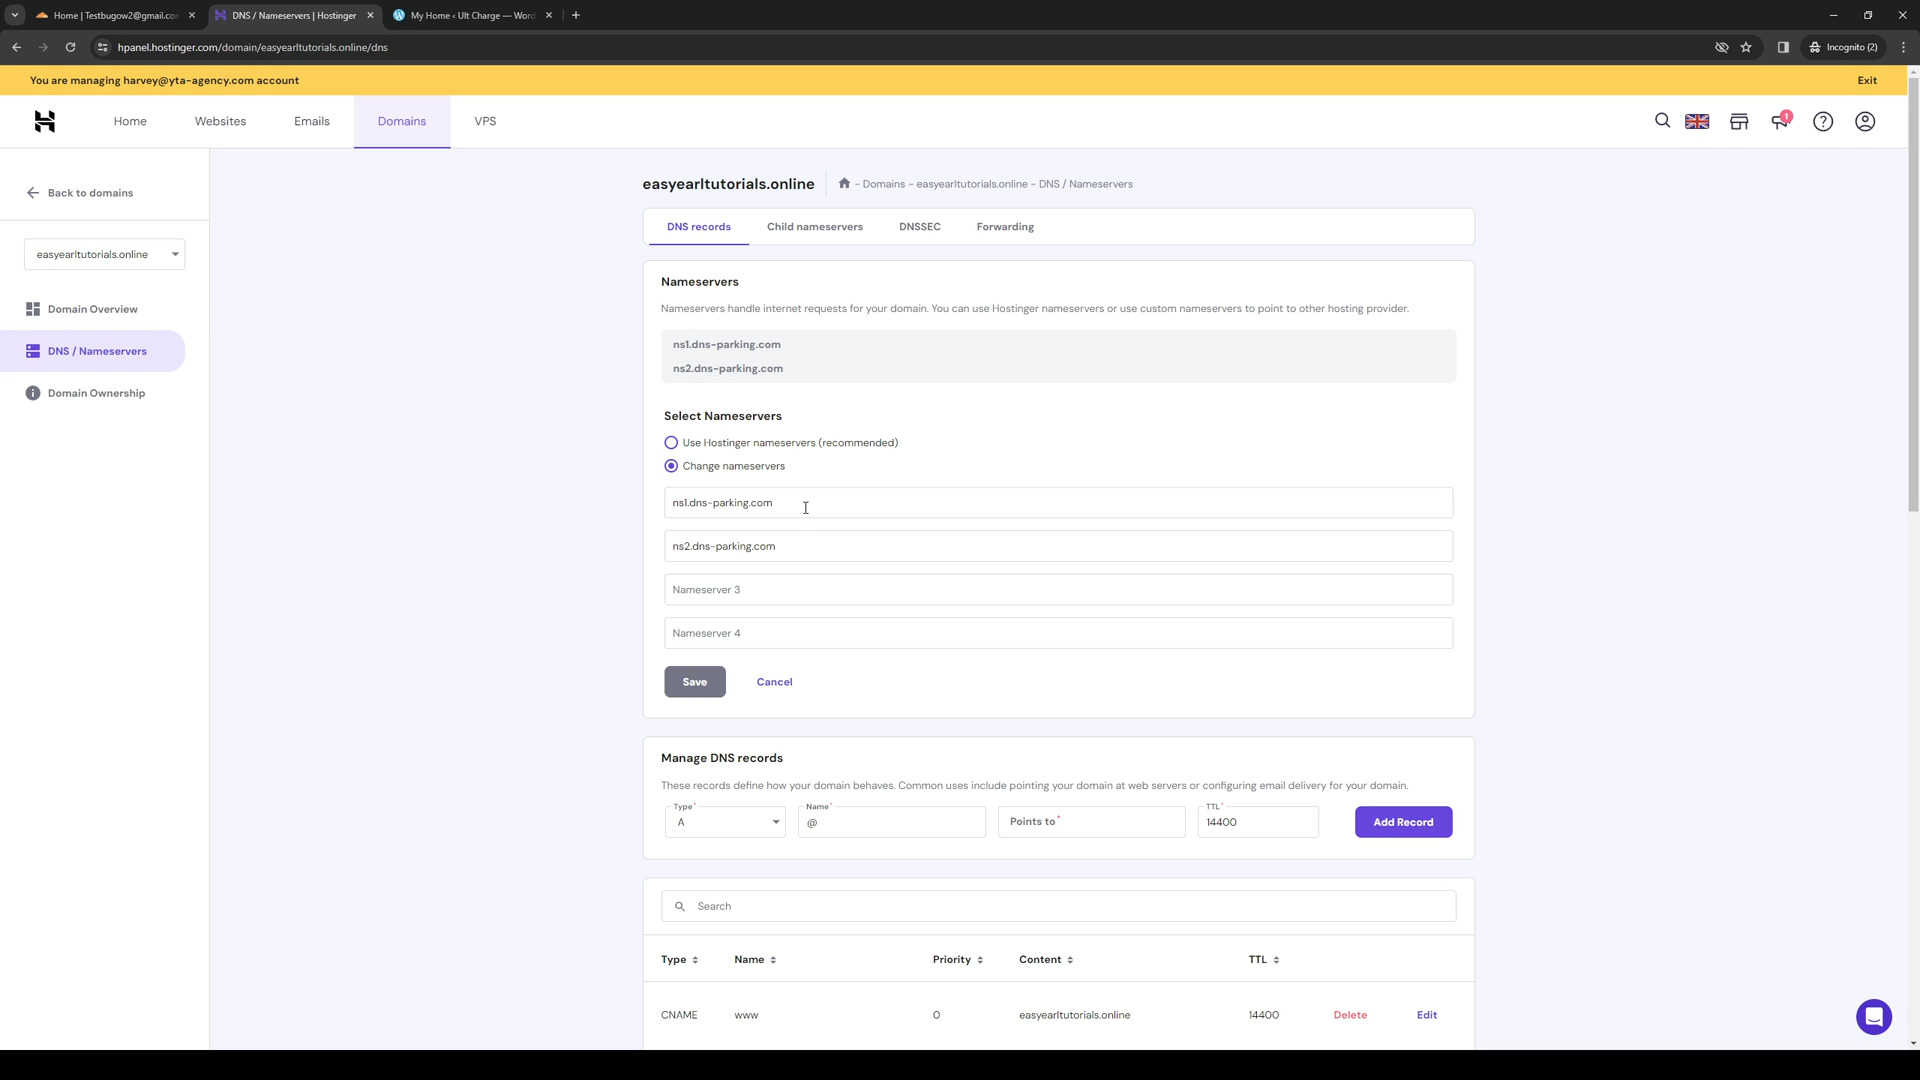 Home | Testbugow2@gmail.co
DNS / Nameservers | Hostinger
My Home ‹ Ult Charge — Word
hpanel.hostinger.com/domain/easyearltutorials.online/dns
Incognito (2)
You are managing harvey@yta-agency.com account
Exit
Home
Websites
Emails
Domains
VPS
1
Back to domains
easyearltutorials.online
Domain Overview
DNS / Nameservers
Domain Ownership
easyearltutorials.online
- Domains - easyearltutorials.online - DNS / Nameservers
DNS records
Child nameservers
DNSSEC
Forwarding
Nameservers
Nameservers handle internet requests for your domain. You can use Hostinger nameservers or use custom nameservers to point to other hosting provider.
ns1.dns-parking.com
ns2.dns-parking.com
Select Nameservers
Use Hostinger nameservers (recommended)
Change nameservers
ns1.dns-parking.com
ns2.dns-parking.com
Nameserver 3
Nameserver 4
Save
Cancel
Manage DNS records
These records define how your domain behaves. Common uses include pointing your domain at web servers or configuring email delivery for your domain.
Type*
A
Name*
@
Points to*
TTL*
14400
Add Record
Search
Type
Name
Priority
Content
TTL
CNAME
www
0
easyearltutorials.online
14400
Delete
Edit